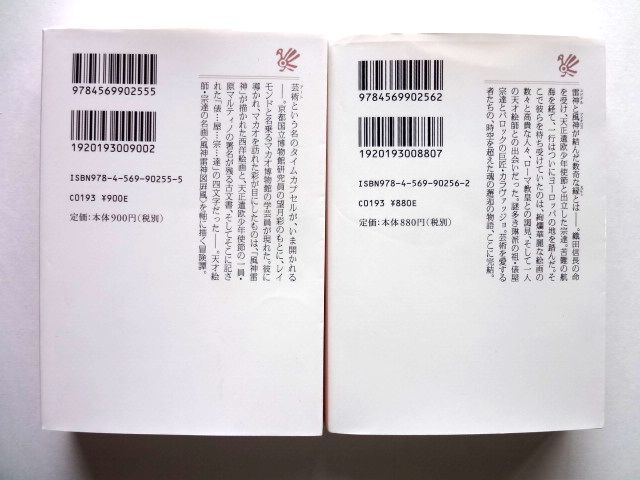 9784569902555
1920193009002
ISBN978-4-569-90255-5
C0193 ¥900E
定価:本体900円(税別)
芸術という名のタイムカプセルが、いま開かれる
――。京都国立博物館研究員の望月彩のもとに、レイ
モンドと名乗るマカオ博物館の学芸員が現れた。彼に
導かれ、マカオを訪れた彩が目にしたものは、「風神雷
神」が描かれた西洋絵画と、天正遣欧少年使節の一員・
原マルティノの署名が残る古文書、そしてそこに記さ
れた「俵…屋…宗…達」の四文字だった――。天才絵
師・宗達の名画〈風神雷神図屏風〉を軸に描く冒険譚。
9784569902562
1920193008807
ISBN978-4-569-90256-2
C0193 ¥880E
定価:本体880円(税別)
雷神と風神が結んだ数奇な縁とは――。織田信長の命
を受け、天正遣欧少年使節と出立した宗達。苦難の航
海を経て、一行はついにヨーロッパの地を踏んだ。そ
こで彼らを待ち受けていたのは、絢爛華麗な絵画の
数々と高貴な人々、ローマ教皇との謁見、そして一人
の天才絵師との出会いだった。謎多き琳派の祖・俵屋
宗達とバロックの巨匠・カラヴァッジョ。芸術を愛する
者たちの、時空を超えた魂の邂逅の物語、ここに完結。